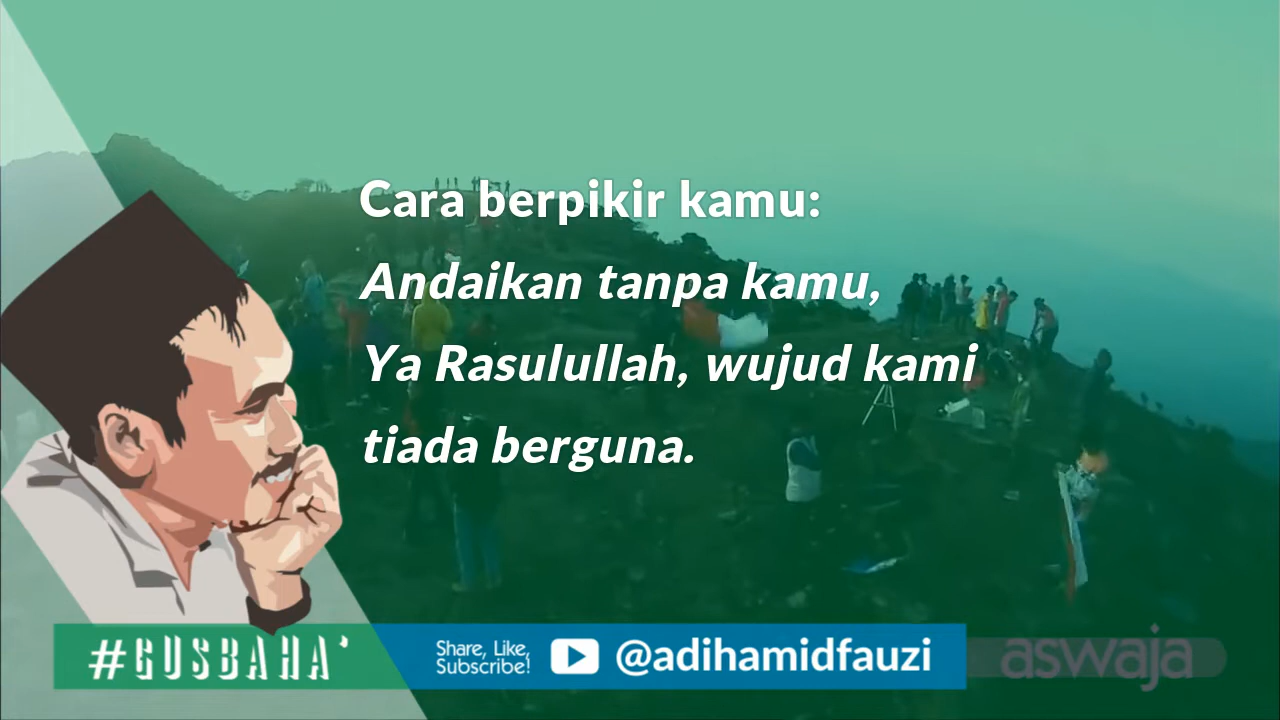 Cara berpikir kamu:
Andaikan tanpa kamu,
Ya Rasulullah, wujud kami
tiada berguna.
#GUSBAHA'
Share, Like,
Subscribe!
@adihamidfauzi
aswaja